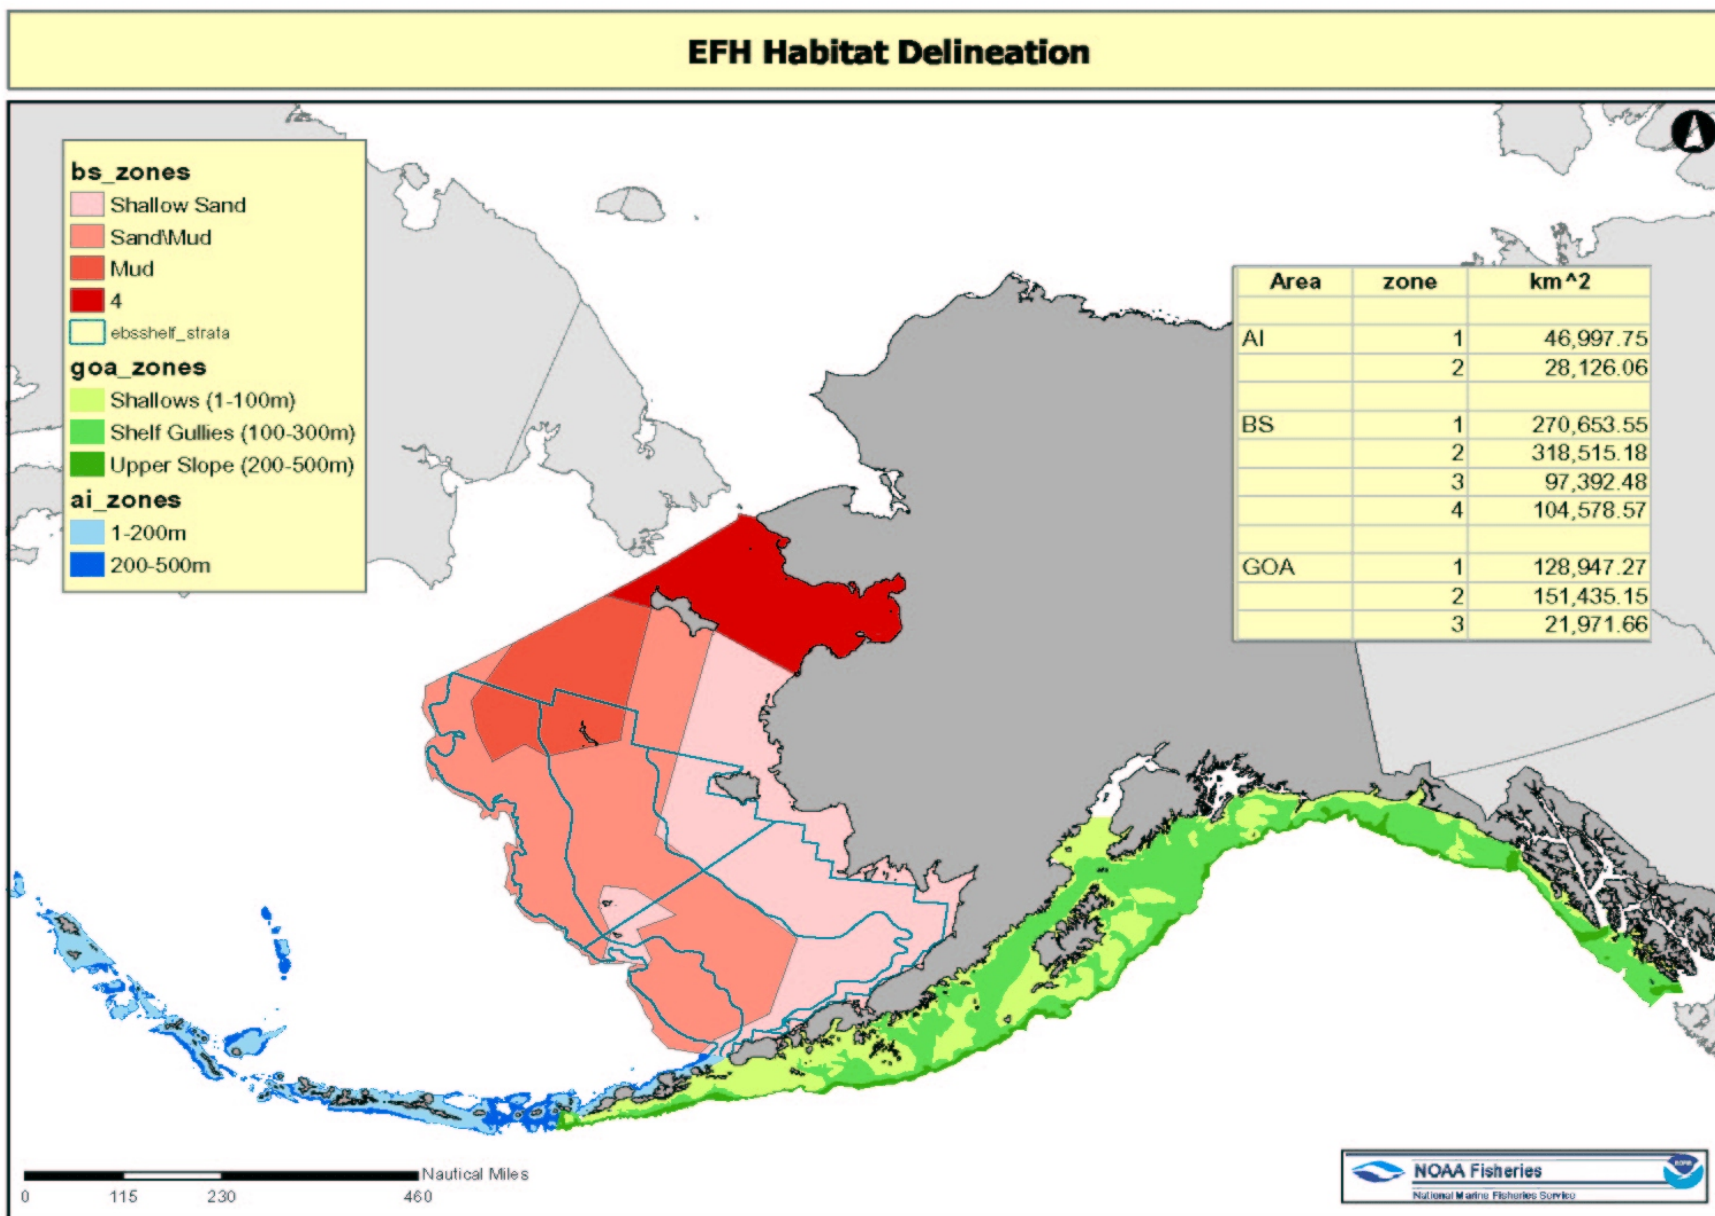 EFH Habitat Delineation
bs_zones
Shallow Sand
Sand\Mud
Mud
4
ebsshelf_strata
goa_zones
Shallows (1-100m)
Shelf Gullies (100-300m)
Upper Slope (200-500m)
ai_zones
1-200m
200-500m
Area zone km^2
AI 1 46,997.75
2 28,126.06
BS 1 270,653.55
2 318,515.18
3 97,392.48
4 104,578.57
GOA 1 128,947.27
2 151,435.15
3 21,971.66
Nautical Miles
0 115 230 460
NOAA Fisheries
National Marine Fisheries Service